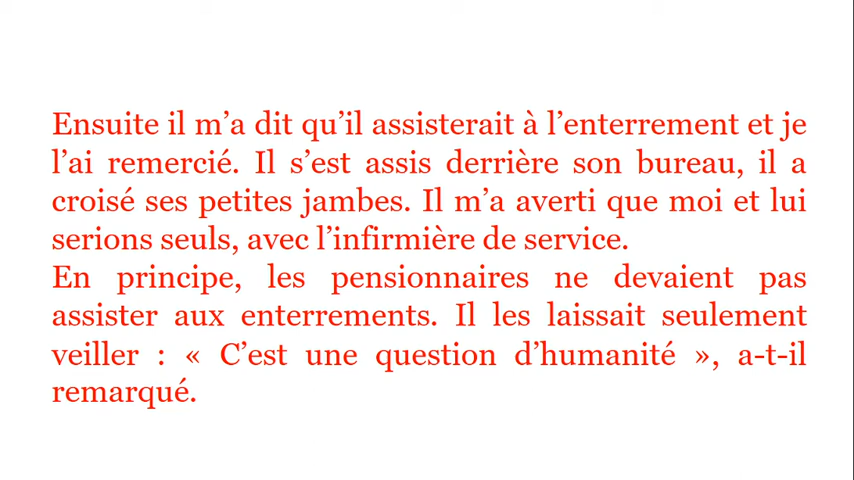 Ensuite il m’a dit qu’il assisterait à l’enterrement et je
l’ai remercié. Il s’est assis derrière son bureau, il a
croisé ses petites jambes. Il m’a averti que moi et lui
serions seuls, avec l’infirmière de service.
En principe, les pensionnaires ne devaient pas
assister aux enterrements. Il les laissait seulement
veiller : « C’est une question d’humanité », a-t-il
remarqué.